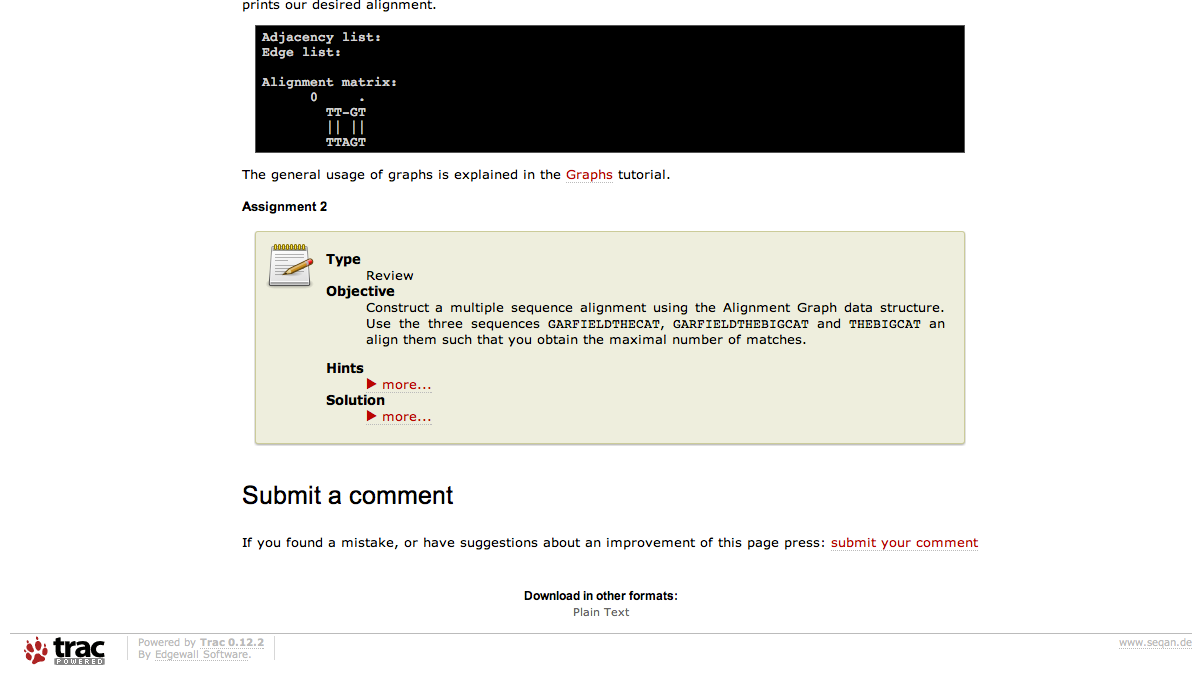 prints our desired alignment.
Adjacency list:
Edge list:
Alignment matrix:
0 .
TT-GT
|| ||
TTAGT
The general usage of graphs is explained in the Graphs tutorial.
Assignment 2
Type
Review
Objective
Construct a multiple sequence alignment using the Alignment Graph data structure.
Use the three sequences GARFIELDTHECAT, GARFIELDTHEBIGCAT and THEBIGCAT an
align them such that you obtain the maximal number of matches.
Hints
more...
Solution
more...
Submit a comment
If you found a mistake, or have suggestions about an improvement of this page press: submit your comment
Download in other formats:
Plain Text
trac
POWERED
Powered by Trac 0.12.2
By Edgewall Software.
www.seqan.de